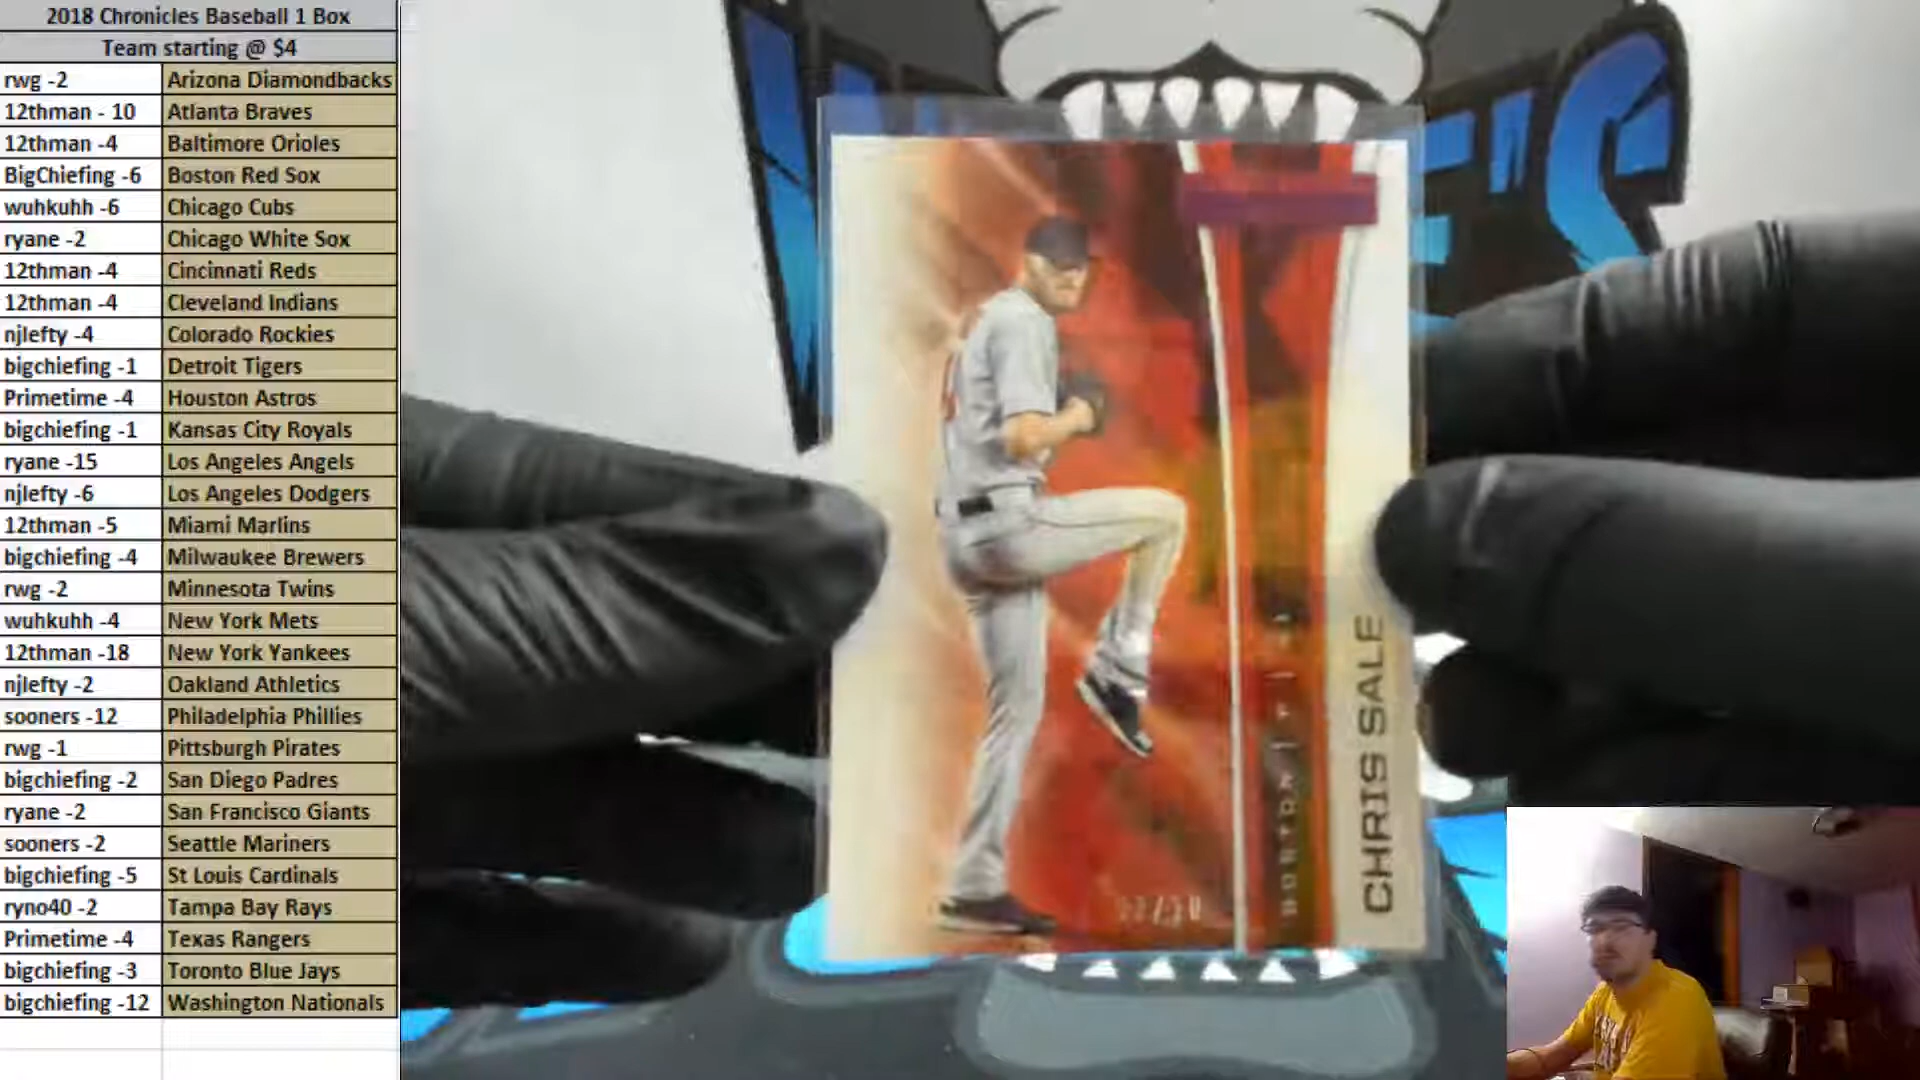 2018 Chronicles Baseball 1 Box
Team starting @ $4
rwg -2 Arizona Diamondbacks
12thman - 10 Atlanta Braves
12thman -4 Baltimore Orioles
BigChiefing -6 Boston Red Sox
wuhkuhh -6 Chicago Cubs
ryane -2 Chicago White Sox
12thman -4 Cincinnati Reds
12thman -4 Cleveland Indians
njlefty -4 Colorado Rockies
bigchiefing -1 Detroit Tigers
Primetime -4 Houston Astros
bigchiefing -1 Kansas City Royals
ryane -15 Los Angeles Angels
njlefty -6 Los Angeles Dodgers
12thman -5 Miami Marlins
bigchiefing -4 Milwaukee Brewers
rwg -2 Minnesota Twins
wuhkuhh -4 New York Mets
12thman -18 New York Yankees
njlefty -2 Oakland Athletics
sooners -12 Philadelphia Phillies
rwg -1 Pittsburgh Pirates
bigchiefing -2 San Diego Padres
ryane -2 San Francisco Giants
sooners -2 Seattle Mariners
bigchiefing -5 St Louis Cardinals
ryno40 -2 Tampa Bay Rays
Primetime -4 Texas Rangers
bigchiefing -3 Toronto Blue Jays
bigchiefing -12 Washington Nationals
CHRIS SALE